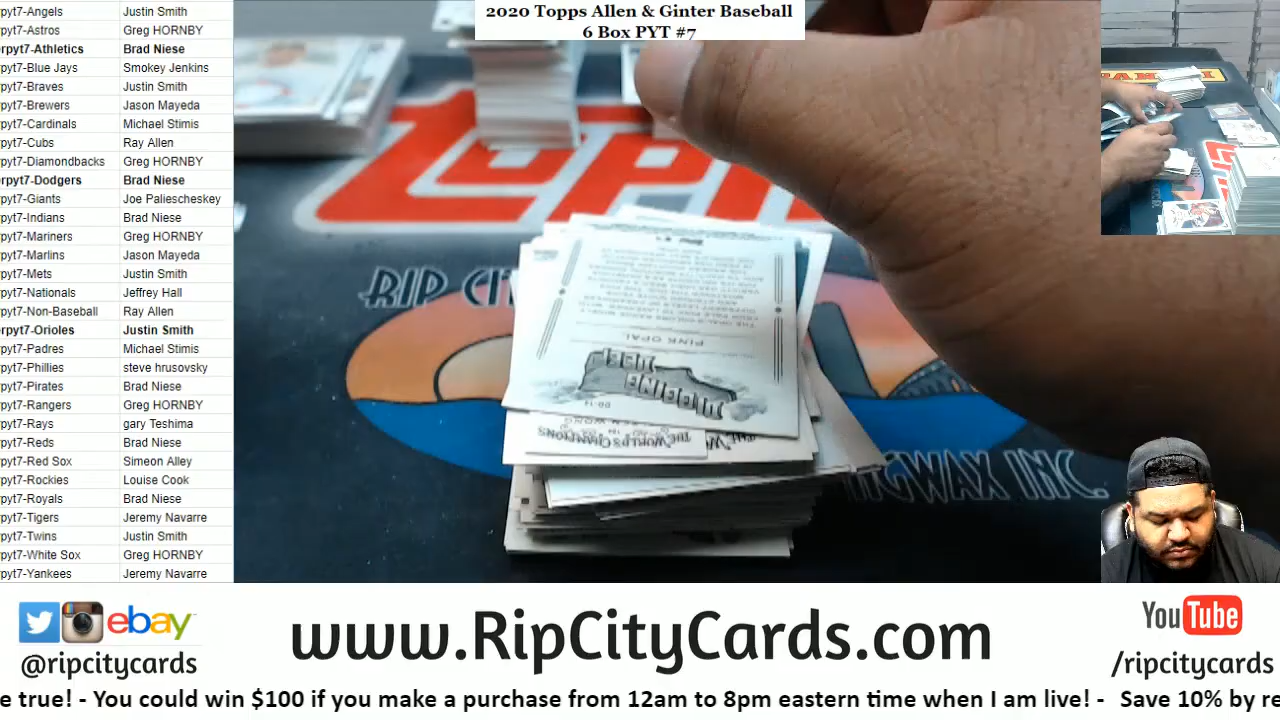 2020 Topps Allen & Ginter Baseball
6 Box PYT #7
pyt7-Angels Justin Smith
pyt7-Astros Greg HORNBY
rpyt7-Athletics Brad Niese
pyt7-Blue Jays Smokey Jenkins
pyt7-Braves Justin Smith
pyt7-Brewers Jason Mayeda
pyt7-Cardinals Michael Stimis
pyt7-Cubs Ray Allen
pyt7-Diamondbacks Greg HORNBY
erpyt7-Dodgers Brad Niese
pyt7-Giants Joe Paliescheskey
pyt7-Indians Brad Niese
pyt7-Mariners Greg HORNBY
pyt7-Marlins Jason Mayeda
pyt7-Mets Justin Smith
pyt7-Nationals Jeffrey Hall
pyt7-Non-Baseball Ray Allen
erpyt7-Orioles Justin Smith
pyt7-Padres Michael Stimis
pyt7-Phillies steve hrusovsky
pyt7-Pirates Brad Niese
pyt7-Rangers Greg HORNBY
pyt7-Rays gary Teshima
pyt7-Reds Brad Niese
pyt7-Red Sox Simeon Alley
pyt7-Rockies Louise Cook
pyt7-Royals Brad Niese
pyt7-Tigers Jeremy Navarre
pyt7-Twins Justin Smith
pyt7-White Sox Greg HORNBY
pyt7-Yankees Jeremy Navarre
RIP CI
BIGWAX INC.
PINK OPAL
DD-14
ebay
@ripcitycards
www.RipCityCards.com
YouTube
/ripcitycards
e true! - You could win $100 if you make a purchase from 12am to 8pm eastern time when I am live! - Save 10% by re